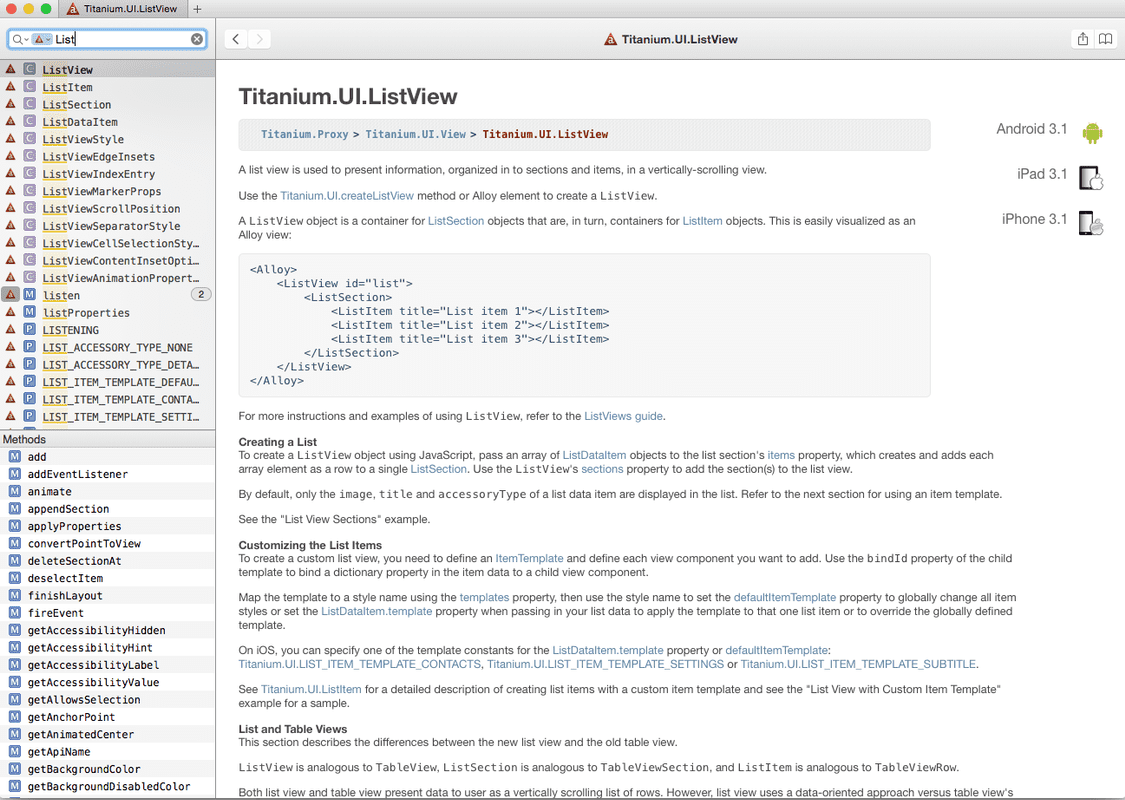 Titanium.UI.ListView
List
Titanium.UI.ListView
ListView
ListItem
ListSection
ListDataItem
ListViewStyle
ListViewEdgeInsets
ListViewIndexEntry
ListViewMarkerProps
ListViewScrollPosition
ListViewSeparatorStyle
ListViewCellSelectionSty…
ListViewContentInsetOpti…
ListViewAnimationPropert…
listen 2
listProperties
LISTENING
LIST_ACCESSORY_TYPE_NONE
LIST_ACCESSORY_TYPE_DETA…
LIST_ITEM_TEMPLATE_DEFAU…
LIST_ITEM_TEMPLATE_CONTA…
LIST_ITEM_TEMPLATE_SETTI…
Methods
add
addEventListener
animate
appendSection
applyProperties
convertPointToView
deleteSectionAt
deselectItem
finishLayout
fireEvent
getAccessibilityHidden
getAccessibilityHint
getAccessibilityLabel
getAccessibilityValue
getAllowsSelection
getAnchorPoint
getAnimatedCenter
getApiName
getBackgroundColor
getBackgroundDisabledColor
Titanium.UI.ListView
Titanium.Proxy > Titanium.UI.View > Titanium.UI.ListView
Android 3.1
iPad 3.1
iPhone 3.1
A list view is used to present information, organized in to sections and items, in a vertically-scrolling view.
Use the Titanium.UI.createListView method or Alloy element to create a ListView.
A ListView object is a container for ListSection objects that are, in turn, containers for ListItem objects. This is easily visualized as an
Alloy view:
<Alloy>
<ListView id="list">
<ListSection>
<ListItem title="List item 1"></ListItem>
<ListItem title="List item 2"></ListItem>
<ListItem title="List item 3"></ListItem>
</ListSection>
</ListView>
</Alloy>
For more instructions and examples of using ListView, refer to the ListViews guide.
Creating a List
To create a ListView object using JavaScript, pass an array of ListDataItem objects to the list section's items property, which creates and adds each
array element as a row to a single ListSection. Use the ListView's sections property to add the section(s) to the list view.
By default, only the image, title and accessoryType of a list data item are displayed in the list. Refer to the next section for using an item template.
See the "List View Sections" example.
Customizing the List Items
To create a custom list view, you need to define an ItemTemplate and define each view component you want to add. Use the bindId property of the child
template to bind a dictionary property in the item data to a child view component.
Map the template to a style name using the templates property, then use the style name to set the defaultItemTemplate property to globally change all item
styles or set the ListDataItem.template property when passing in your list data to apply the template to that one list item or to override the globally defined
template.
On iOS, you can specify one of the template constants for the ListDataItem.template property or defaultItemTemplate:
Titanium.UI.LIST_ITEM_TEMPLATE_CONTACTS, Titanium.UI.LIST_ITEM_TEMPLATE_SETTINGS or Titanium.UI.LIST_ITEM_TEMPLATE_SUBTITLE.
See Titanium.UI.ListItem for a detailed description of creating list items with a custom item template and see the "List View with Custom Item Template"
example for a sample.
List and Table Views
This section describes the differences between the new list view and the old table view.
ListView is analogous to TableView, ListSection is analogous to TableViewSection, and ListItem is analogous to TableViewRow.
Both list view and table view present data to user as a vertically scrolling list of rows. However, list view uses a data-oriented approach versus table view's